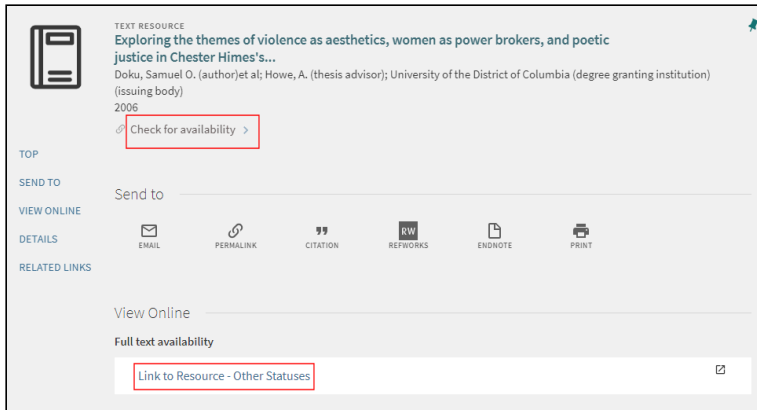 TEXT RESOURCE
Exploring the themes of violence as aesthetics, women as power brokers, and poetic
justice in Chester Himes's...
Doku, Samuel O. (author)et al; Howe, A. (thesis advisor); University of the District of Columbia (degree granting institution)
(issuing body)
2006
Check for availability >
TOP
SEND TO
VIEW ONLINE
DETAILS
RELATED LINKS
Send to
EMAIL
PERMALINK
CITATION
RW
REFWORKS
ENDNOTE
PRINT
View Online
Full text availability
Link to Resource - Other Statuses